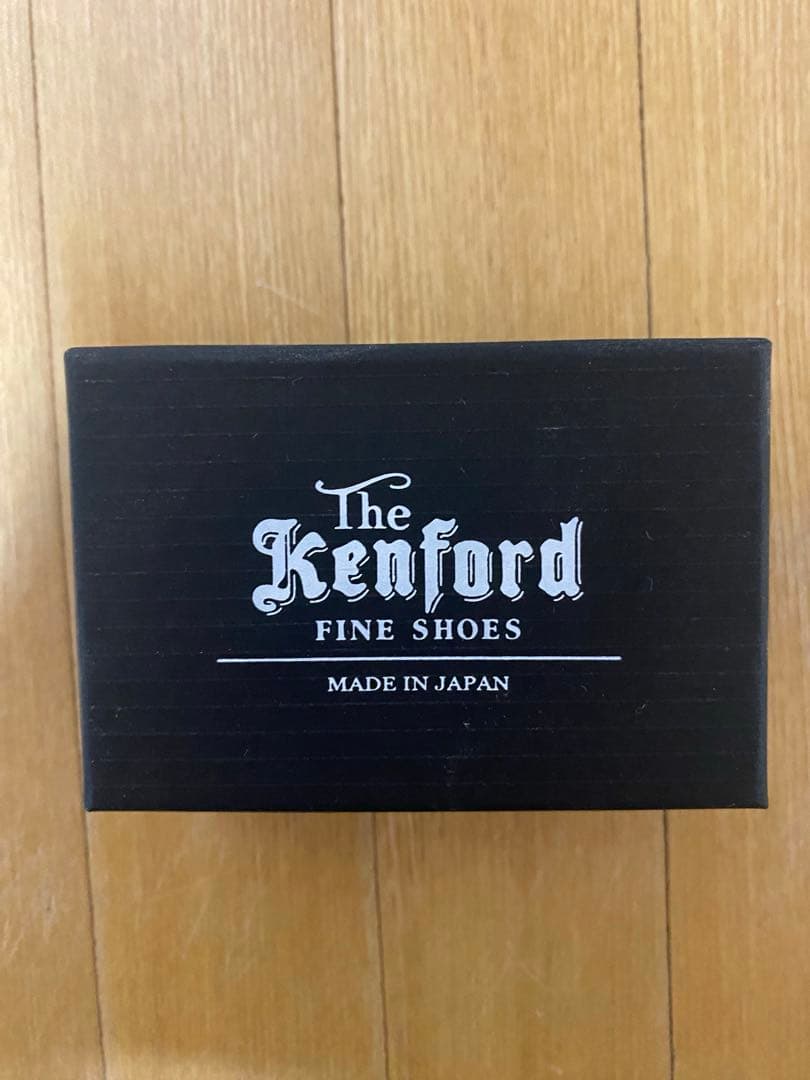 The
Kenford
FINE SHOES
MADE IN JAPAN